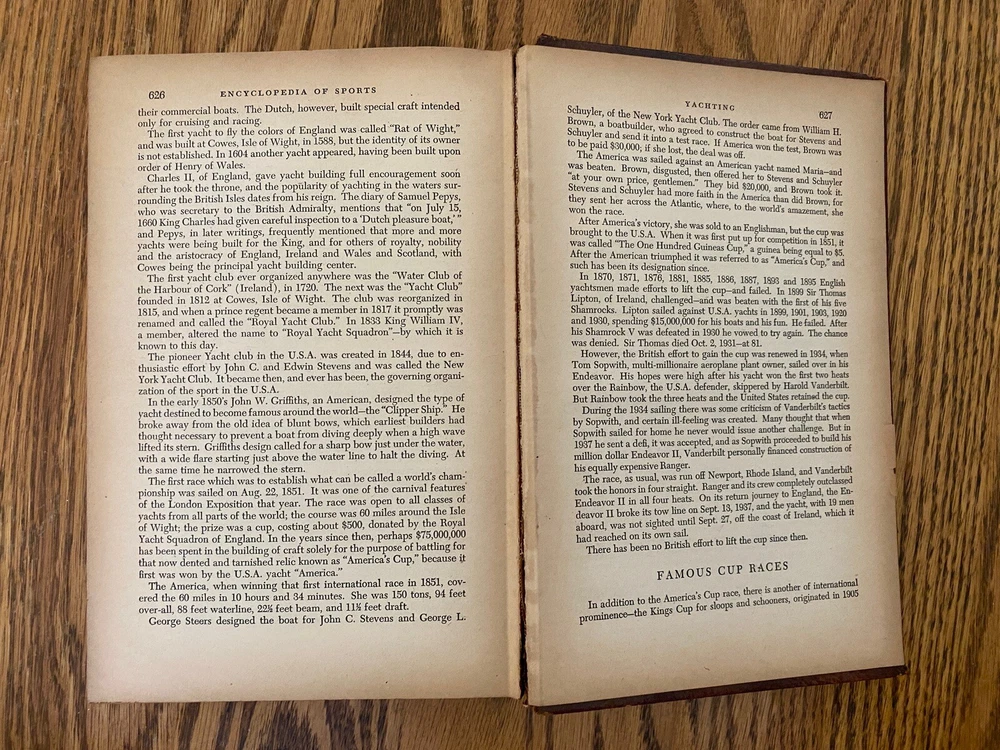 626 ENCYCLOPEDIA OF SPORTS
their commercial boats. The Dutch, however, built special craft intended
only for cruising and racing.
The first yacht to fly the colors of England was called "Rat of Wight,"
and was built at Cowes, Isle of Wight, in 1588, but the identity of its owner
is not established. In 1604 another yacht appeared, having been built upon
order of Henry of Wales.
Charles II, of England, gave yacht building full encouragement soon
after he took the throne, and the popularity of yachting in the waters sur-
rounding the British Isles dates from his reign. The diary of Samuel Pepys,
who was secretary to the British Admiralty, mentions that "on July 15,
1660 King Charles had given careful inspection to a 'Dutch pleasure boat,'"
and Pepys, in later writings, frequently mentioned that more and more
yachts were being built for the King, and for others of royalty, nobility
and the aristocracy of England, Ireland and Wales and Scotland, with
Cowes being the principal yacht building center.
The first yacht club ever organized anywhere was the "Water Club of
the Harbour of Cork" (Ireland), in 1720. The next was the "Yacht Club"
founded in 1812 at Cowes, Isle of Wight. The club was reorganized in
1815, and when a prince regent became a member in 1817 it promptly was
renamed and called the "Royal Yacht Club." In 1833 King William IV,
a member, altered the name to "Royal Yacht Squadron"—by which it is
known to this day.
The pioneer Yacht club in the U.S.A. was created in 1844, due to en-
thusiastic effort by John C. and Edwin Stevens and was called the New
York Yacht Club. It became then, and ever has been, the governing organi-
zation of the sport in the U.S.A.
In the early 1850's John W. Griffiths, an American, designed the type of
yacht destined to become famous around the world—the "Clipper Ship." He
broke away from the old idea of blunt bows, which earliest builders had
thought necessary to prevent a boat from diving deeply when a high wave
lifted its stern. Griffiths design called for a sharp bow just under the water,
with a wide flare starting just above the water line to halt the diving. At
the same time he narrowed the stern.
The first race which was to establish what can be called a world's cham-
pionship was sailed on Aug. 22, 1851. It was one of the carnival features
of the London Exposition that year. The race was open to all classes of
yachts from all parts of the world; the course was 60 miles around the Isle
of Wight; the prize was a cup, costing about $500, donated by the Royal
Yacht Squadron of England. In the years since then, perhaps $75,000,000
has been spent in the building of craft solely for the purpose of battling for
that now dented and tarnished relic known as "America's Cup," because it
first was won by the U.S.A. yacht "America."
The America, when winning that first international race in 1851, cov-
ered the 60 miles in 10 hours and 34 minutes. She was 150 tons, 94 feet
over-all, 88 feet waterline, 22½ feet beam, and 11½ feet draft.
George Steers designed the boat for John C. Stevens and George L.
YACHTING 627
Schuyler, of the New York Yacht Club. The order came from William H.
Brown, a boatbuilder, who agreed to construct the boat for Stevens and
Schuyler and send it into a test race. If America won the test, Brown was
to be paid $30,000; if she lost, the deal was off.
The America was sailed against an American yacht named Maria—and
was beaten. Brown, disgusted, then offered her to Stevens and Schuyler
"at your own price, gentlemen." They bid $20,000, and Brown took it.
Stevens and Schuyler had more faith in the America than did Brown, for
they sent her across the Atlantic, where, to the world's amazement, she
won the race.
After America's victory, she was sold to an Englishman, but the cup was
brought to the U.S.A. When it was first put up for competition in 1851, it
was called "The One Hundred Guineas Cup," a guinea being equal to $5.
After the American triumphed it was referred to as "America's Cup," and
such has been its designation since.
In 1870, 1871, 1876, 1881, 1885, 1886, 1887, 1893 and 1895 English
yachtsmen made efforts to lift the cup—and failed. In 1899 Sir Thomas
Lipton, of Ireland, challenged—and was beaten with the first of his five
Shamrocks. Lipton sailed against U.S.A. yachts in 1899, 1901, 1903, 1920
and 1930, spending $15,000,000 for his boats and his fun. He failed. After
his Shamrock V was defeated in 1930 he vowed to try again. The chance
was denied. Sir Thomas died Oct. 2, 1931—at 81.
However, the British effort to gain the cup was renewed in 1934, when
Tom Sopwith, multi-millionaire aeroplane plant owner, sailed over in his
Endeavor. His hopes were high after his yacht won the first two heats
over the Rainbow, the U.S.A. defender, skippered by Harold Vanderbilt.
But Rainbow took the three heats and the United States retained the cup.
During the 1934 sailing there was some criticism of Vanderbilt's tactics
by Sopwith, and certain ill-feeling was created. Many thought that when
Sopwith sailed for home he never would issue another challenge. But in
1937 he sent a defi, it was accepted, and as Sopwith proceeded to build his
million dollar Endeavor II, Vanderbilt personally financed construction of
his equally expensive Ranger.
The race, as usual, was run off Newport, Rhode Island, and Vanderbilt
took the honors in four straight. Ranger and its crew completely outclassed
Endeavor II in all four heats. On its return journey to England, the En-
deavor II broke its tow line on Sept. 13, 1937, and the yacht, with 19 men
aboard, was not sighted until Sept. 27, off the coast of Ireland, which it
had reached on its own sail.
There has been no British effort to lift the cup since then.
FAMOUS CUP RACES
In addition to the America's Cup race, there is another of international
prominence—the Kings Cup for sloops and schooners, originated in 1905